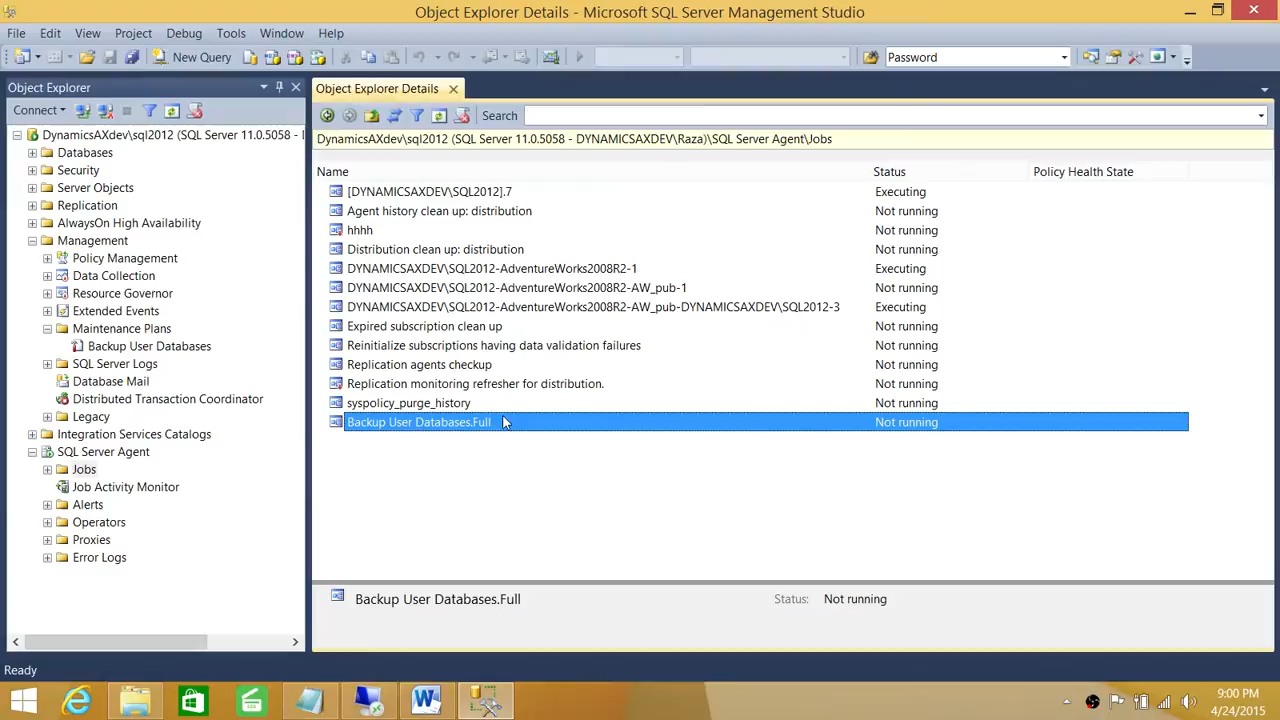 Object Explorer Details - Microsoft SQL Server Management Studio
File Edit View Project Debug Tools Window Help
New Query Password
Object Explorer
Connect
DynamicsAXdev\sql2012 (SQL Server 11.0.5058 -
Databases
Security
Server Objects
Replication
AlwaysOn High Availability
Management
Policy Management
Data Collection
Resource Governor
Extended Events
Maintenance Plans
Backup User Databases
SQL Server Logs
Database Mail
Distributed Transaction Coordinator
Legacy
Integration Services Catalogs
SQL Server Agent
Jobs
Job Activity Monitor
Alerts
Operators
Proxies
Error Logs
Object Explorer Details
Search
DynamicsAXdev\sql2012 (SQL Server 11.0.5058 - DYNAMICSAXDEV\Raza)\SQL Server Agent\Jobs
Name Status Policy Health State
[DYNAMICSAXDEV\SQL2012].7 Executing
Agent history clean up: distribution Not running
hhhh Not running
Distribution clean up: distribution Not running
DYNAMICSAXDEV\SQL2012-AdventureWorks2008R2-1 Executing
DYNAMICSAXDEV\SQL2012-AdventureWorks2008R2-AW_pub-1 Not running
DYNAMICSAXDEV\SQL2012-AdventureWorks2008R2-AW_pub-DYNAMICSAXDEV\SQL2012-3 Executing
Expired subscription clean up Not running
Reinitialize subscriptions having data validation failures Not running
Replication agents checkup Not running
Replication monitoring refresher for distribution. Not running
syspolicy_purge_history Not running
Backup User Databases.Full Not running
Backup User Databases.Full Status: Not running
Ready
9:00 PM
4/24/2015